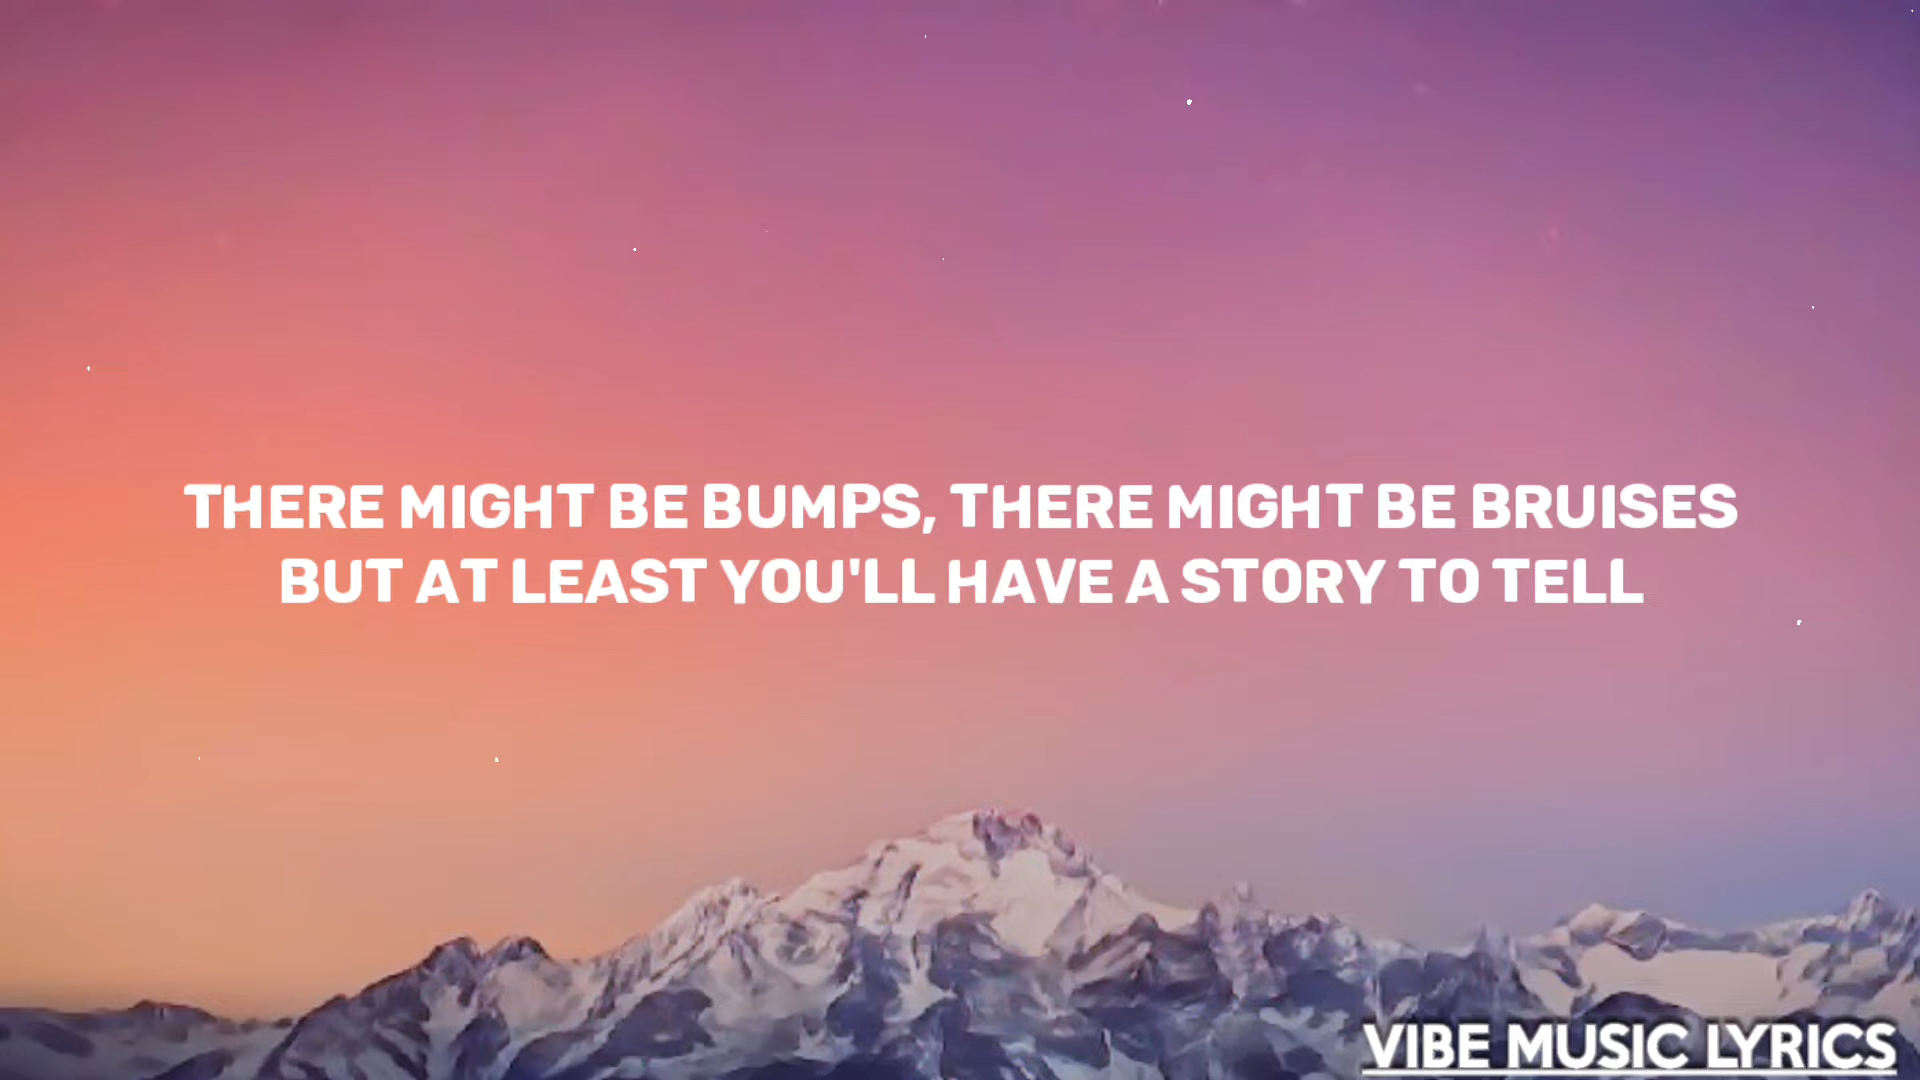 THERE MIGHT BE BUMPS, THERE MIGHT BE BRUISES
BUT AT LEAST YOU'LL HAVE A STORY TO TELL
VIBE MUSIC LYRICS